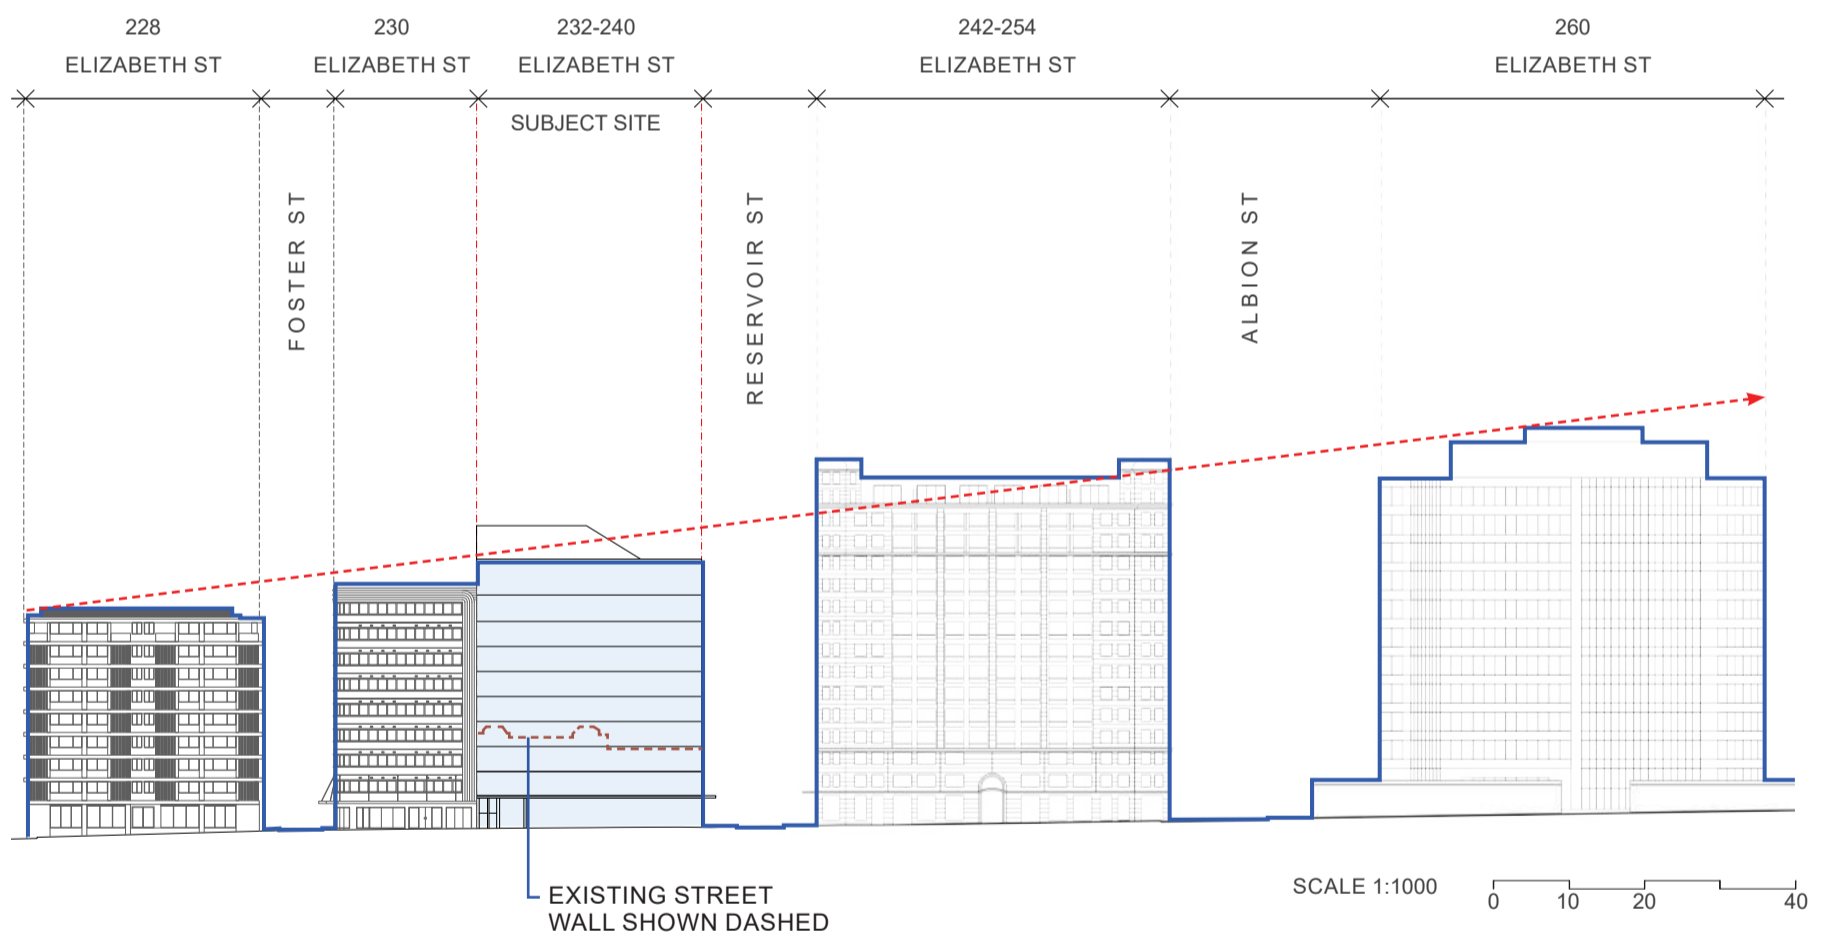 228
ELIZABETH ST
230
ELIZABETH ST
232-240
ELIZABETH ST
242-254
ELIZABETH ST
260
ELIZABETH ST
SUBJECT SITE
FOSTER ST
RESERVOIR ST
ALBION ST
EXISTING STREET
WALL SHOWN DASHED
SCALE 1:1000
0 10 20 40